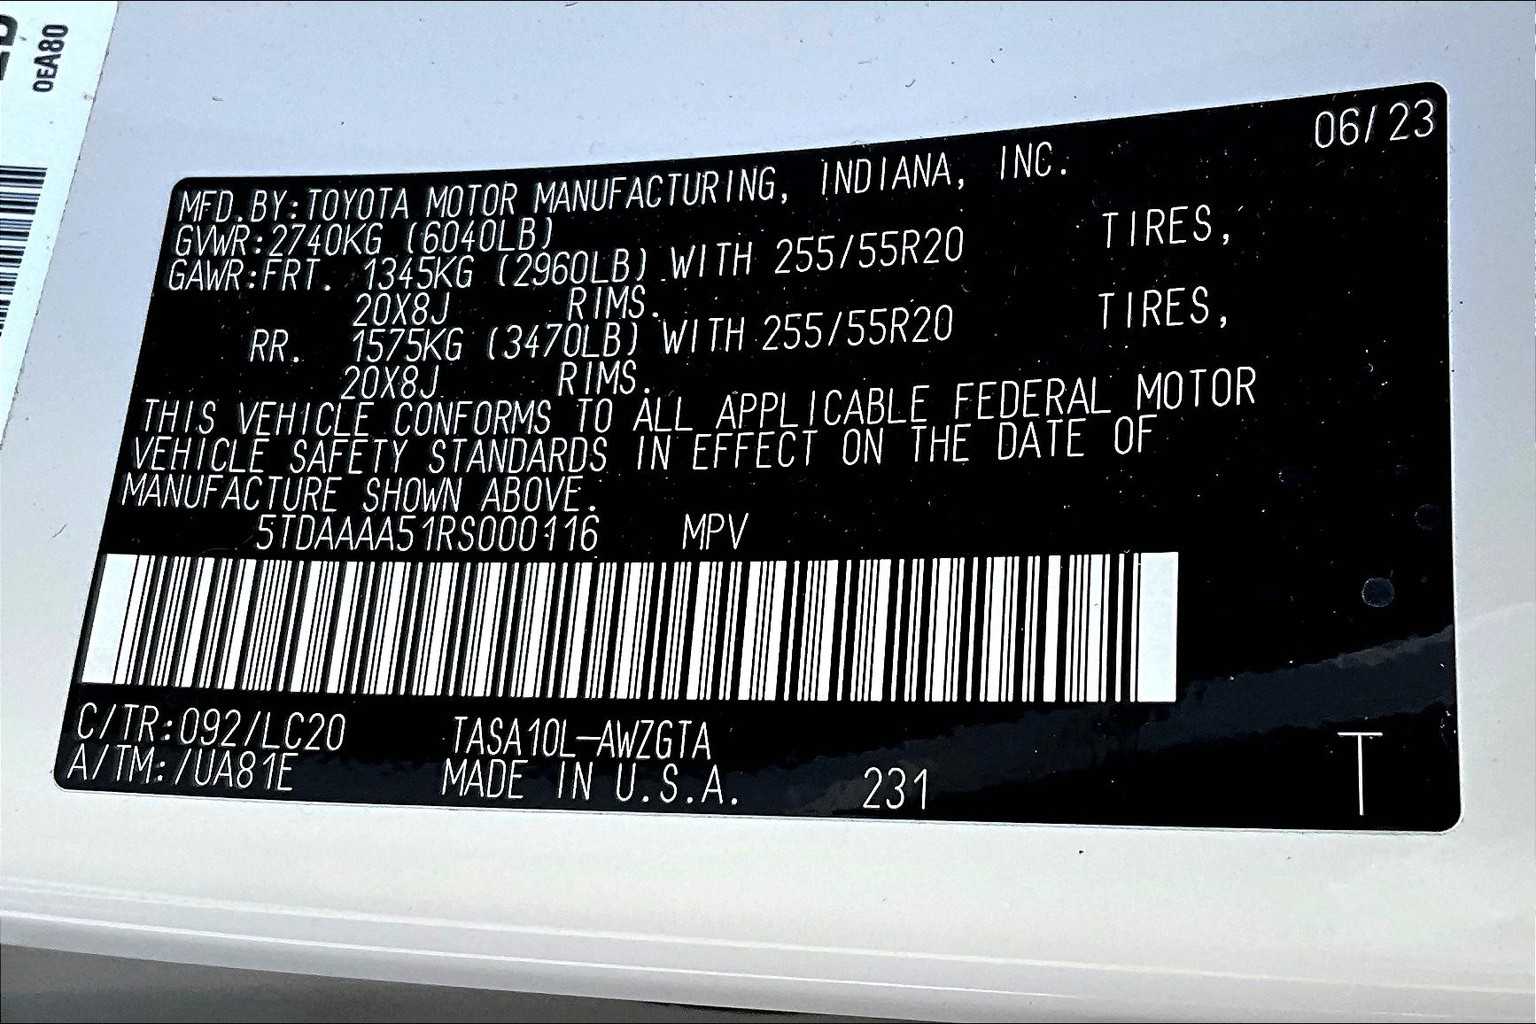 0EA80
06/23
MFD.BY:TOYOTA MOTOR MANUFACTURING, INDIANA, INC.
GVWR:2740KG (6040LB)
GAWR:FRT. 1345KG (2960LB) WITH 255/55R20 TIRES,
20X8J RIMS.
RR. 1575KG (3470LB) WITH 255/55R20 TIRES,
20X8J RIMS.
THIS VEHICLE CONFORMS TO ALL APPLICABLE FEDERAL MOTOR
VEHICLE SAFETY STANDARDS IN EFFECT ON THE DATE OF
MANUFACTURE SHOWN ABOVE.
5TDAAAA51RS000116 MPV
C/TR:092/LC20 TASA10L-AWZGTA
A/TM:/UA81E MADE IN U.S.A. 231 T